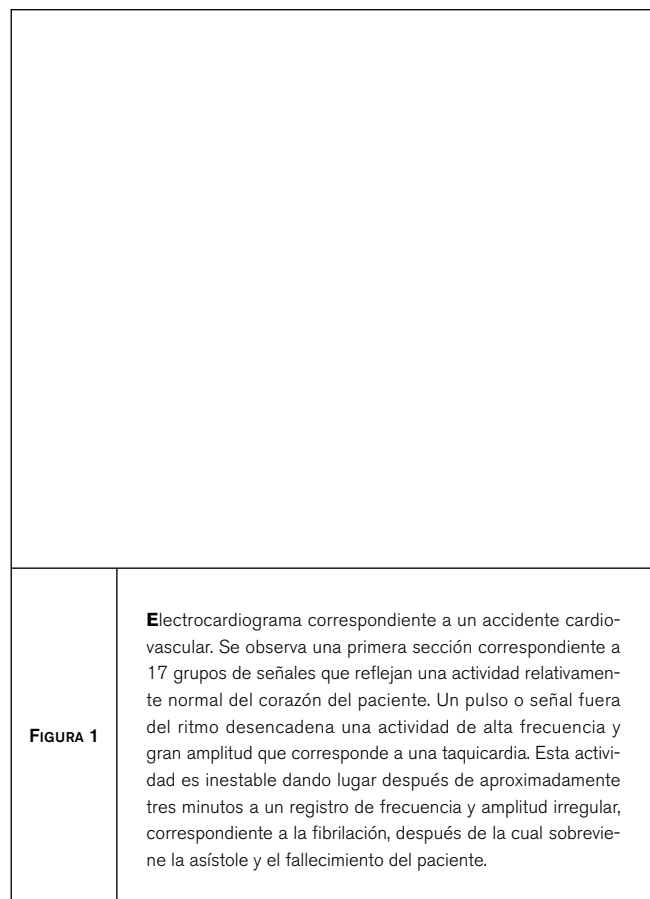 FIGURA 1
Electrocardiograma correspondiente a un accidente cardio-
vascular. Se observa una primera sección correspondiente a
17 grupos de señales que reflejan una actividad relativamen-
te normal del corazón del paciente. Un pulso o señal fuera
del ritmo desencadena una actividad de alta frecuencia y
gran amplitud que corresponde a una taquicardia. Esta activi-
dad es inestable dando lugar después de aproximadamente
tres minutos a un registro de frecuencia y amplitud irregular,
correspondiente a la fibrilación, después de la cual sobrevie-
ne la asístole y el fallecimiento del paciente.